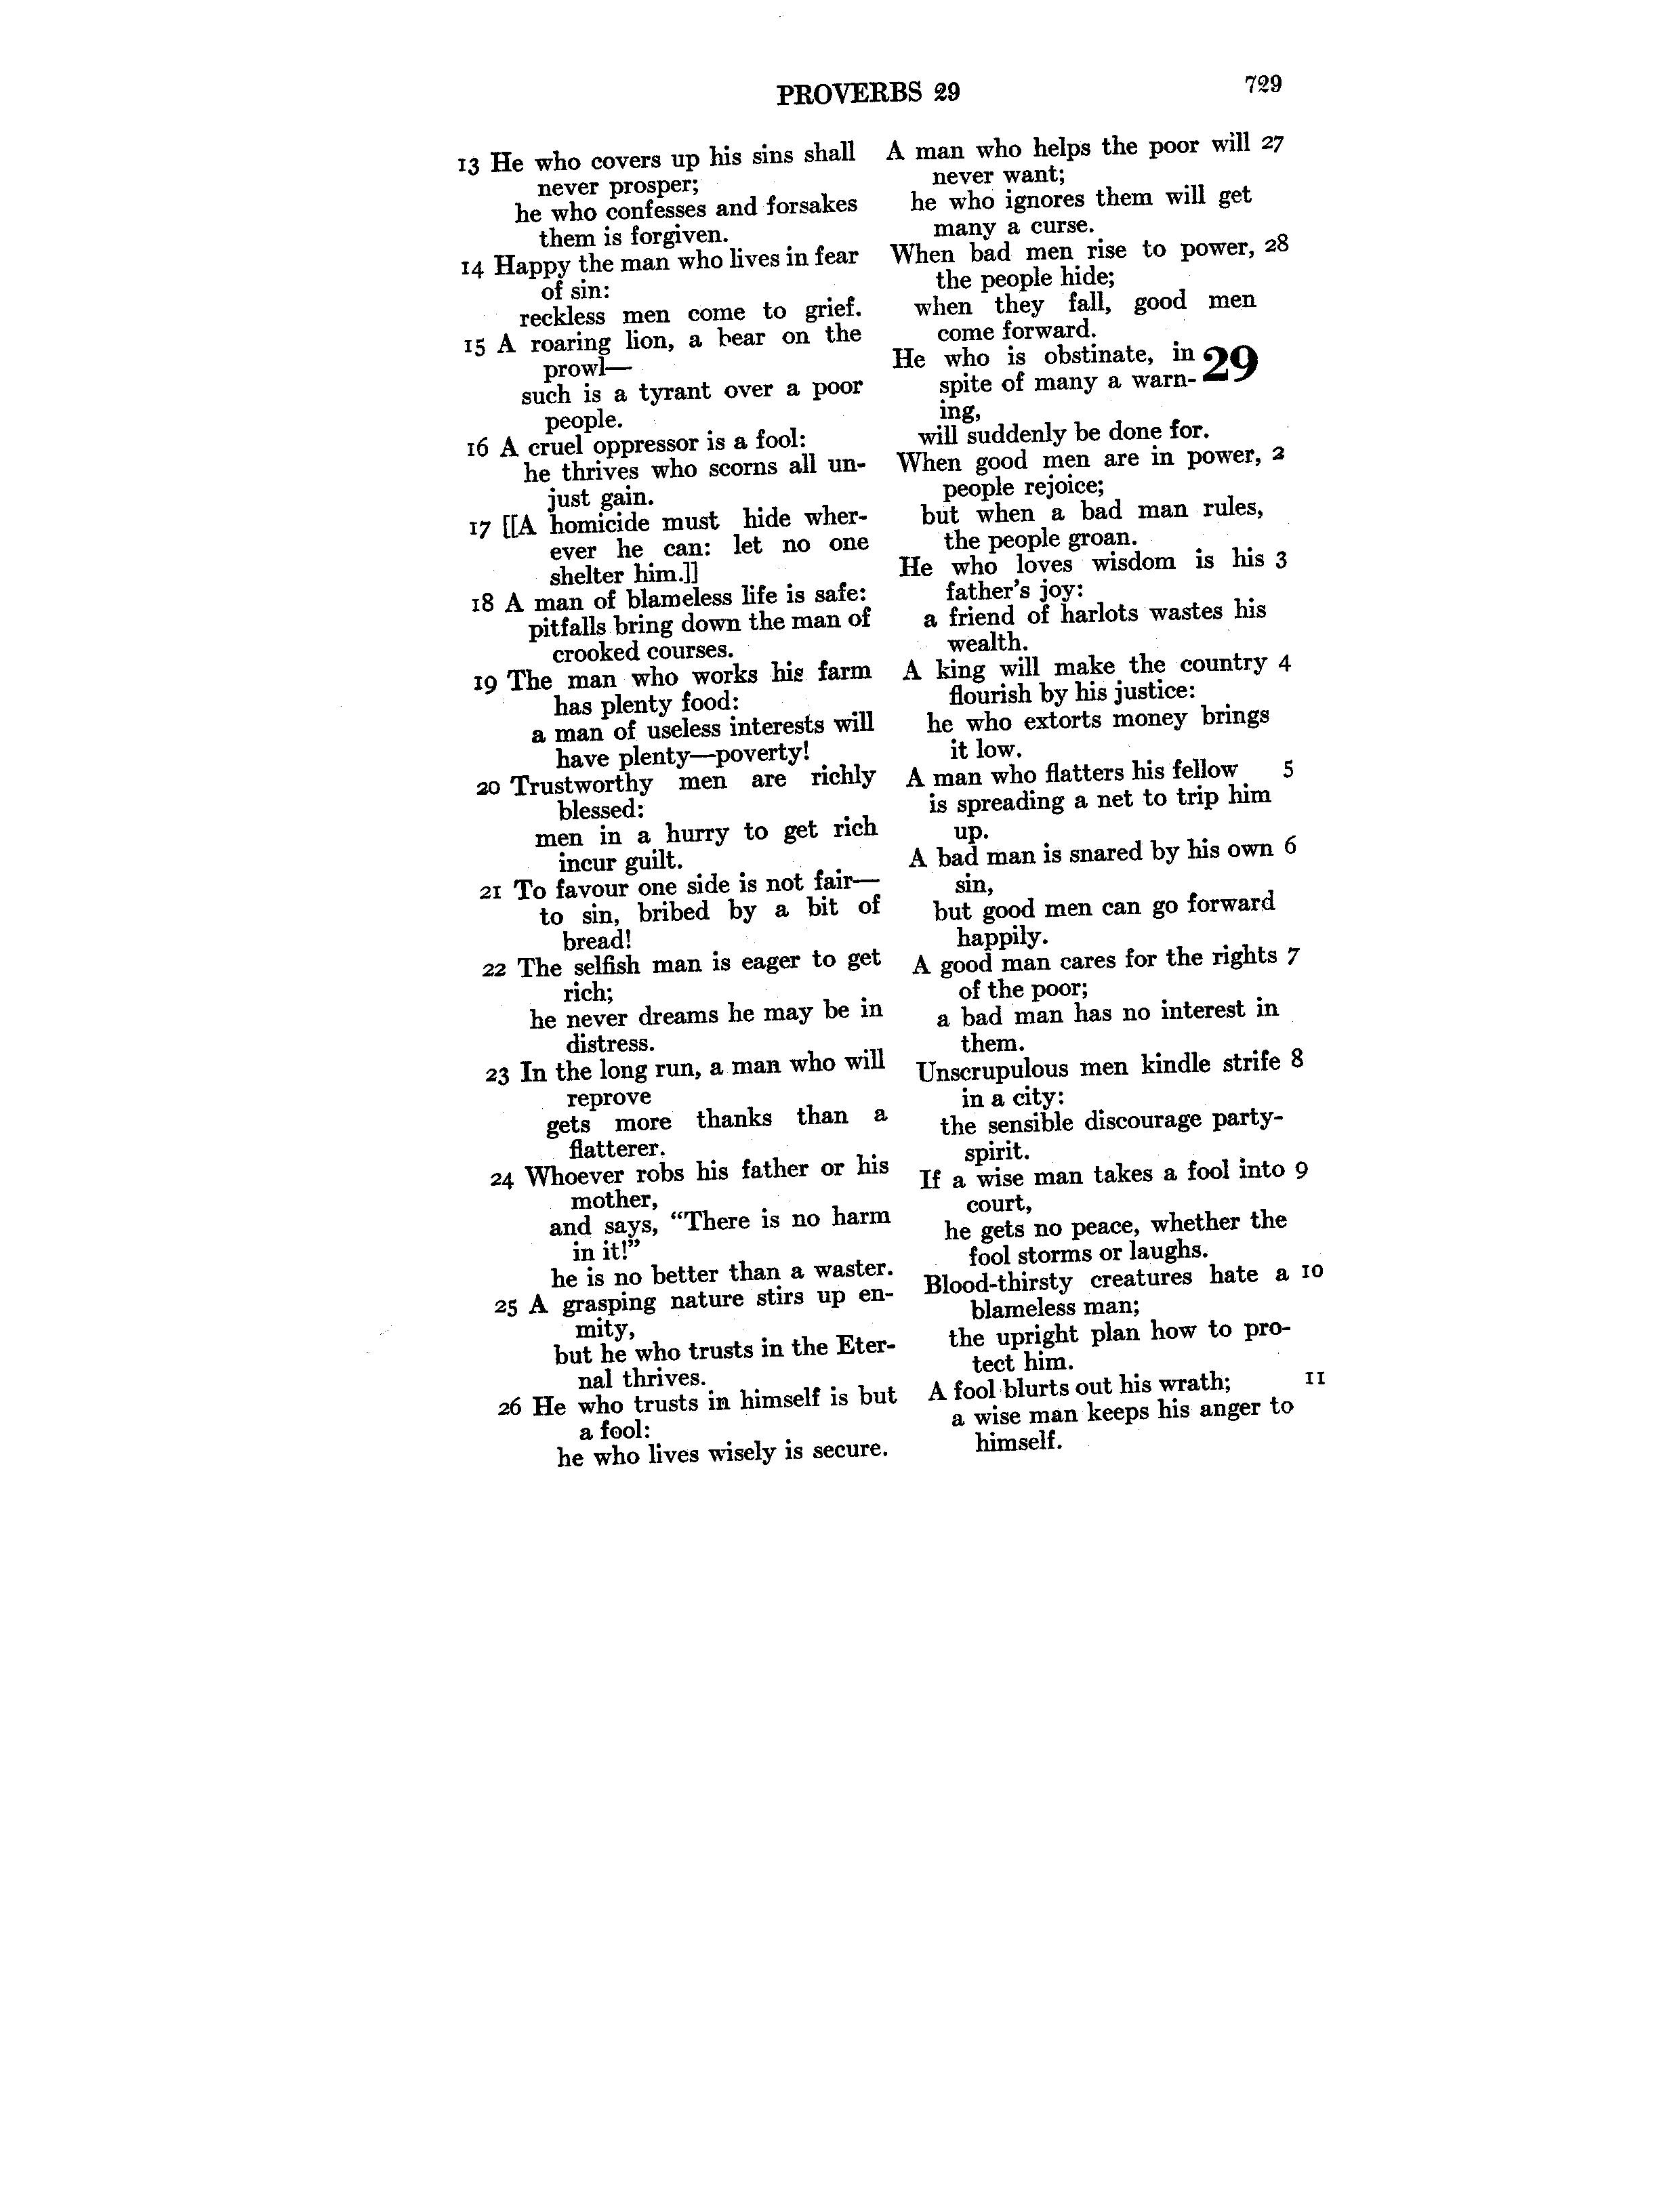 PROVERBS 29
729
13 He who covers up his sins shall
never prosper;
he who confesses and forsakes
them is forgiven.
14 Happy the man who lives in fear
of sin:
reckless men come to grief.
15 A roaring lion, a bear on the
prowl—
such is a tyrant over a poor
people.
16 A cruel oppressor is a fool:
he thrives who scorns all un-
just gain.
17 [[A homicide must hide wher-
ever he can: let no one
shelter him.]]
18 A man of blameless life is safe:
pitfalls bring down the man of
crooked courses.
19 The man who works his farm
has plenty food:
a man of useless interests will
have plenty—poverty!
20 Trustworthy men are richly
blessed:
men in a hurry to get rich
incur guilt.
21 To favour one side is not fair—
to sin, bribed by a bit of
bread!
22 The selfish man is eager to get
rich;
he never dreams he may be in
distress.
23 In the long run, a man who will
reprove
gets more thanks than a
flatterer.
24 Whoever robs his father or his
mother,
and says, “There is no harm
in it!”
he is no better than a waster.
25 A grasping nature stirs up en-
mity,
but he who trusts in the Eter-
nal thrives.
26 He who trusts in himself is but
a fool:
he who lives wisely is secure.
A man who helps the poor will 27
never want;
he who ignores them will get
many a curse.
When bad men rise to power, 28
the people hide;
when they fall, good men
come forward.
He who is obstinate, in 29
spite of many a warn-
ing,
will suddenly be done for.
When good men are in power, 2
people rejoice;
but when a bad man rules,
the people groan.
He who loves wisdom is his 3
father's joy:
a friend of harlots wastes his
wealth.
A king will make the country 4
flourish by his justice:
he who extorts money brings
it low.
A man who flatters his fellow 5
is spreading a net to trip him
up.
A bad man is snared by his own 6
sin,
but good men can go forward
happily.
A good man cares for the rights 7
of the poor;
a bad man has no interest in
them.
Unscrupulous men kindle strife 8
in a city:
the sensible discourage party-
spirit.
If a wise man takes a fool into 9
court,
he gets no peace, whether the
fool storms or laughs.
Blood-thirsty creatures hate a 10
blameless man;
the upright plan how to pro-
tect him.
A fool blurts out his wrath; 11
a wise man keeps his anger to
himself.